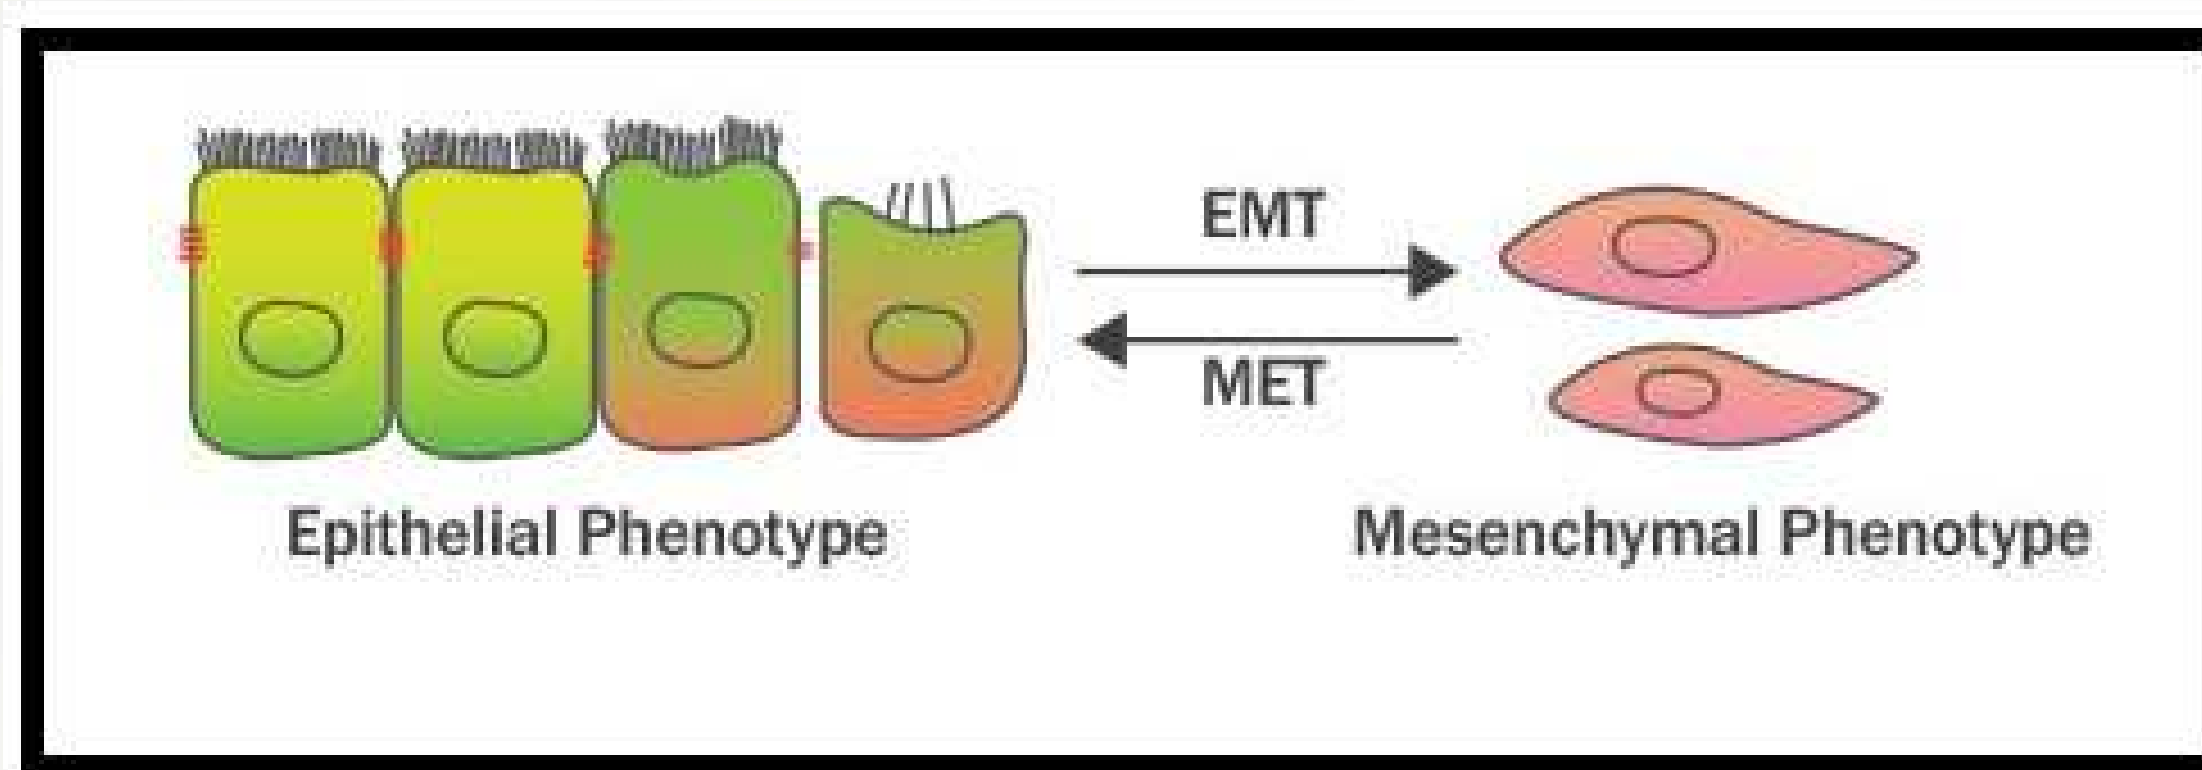 EMT
MET
Epithelial Phenotype
Mesenchymal Phenotype